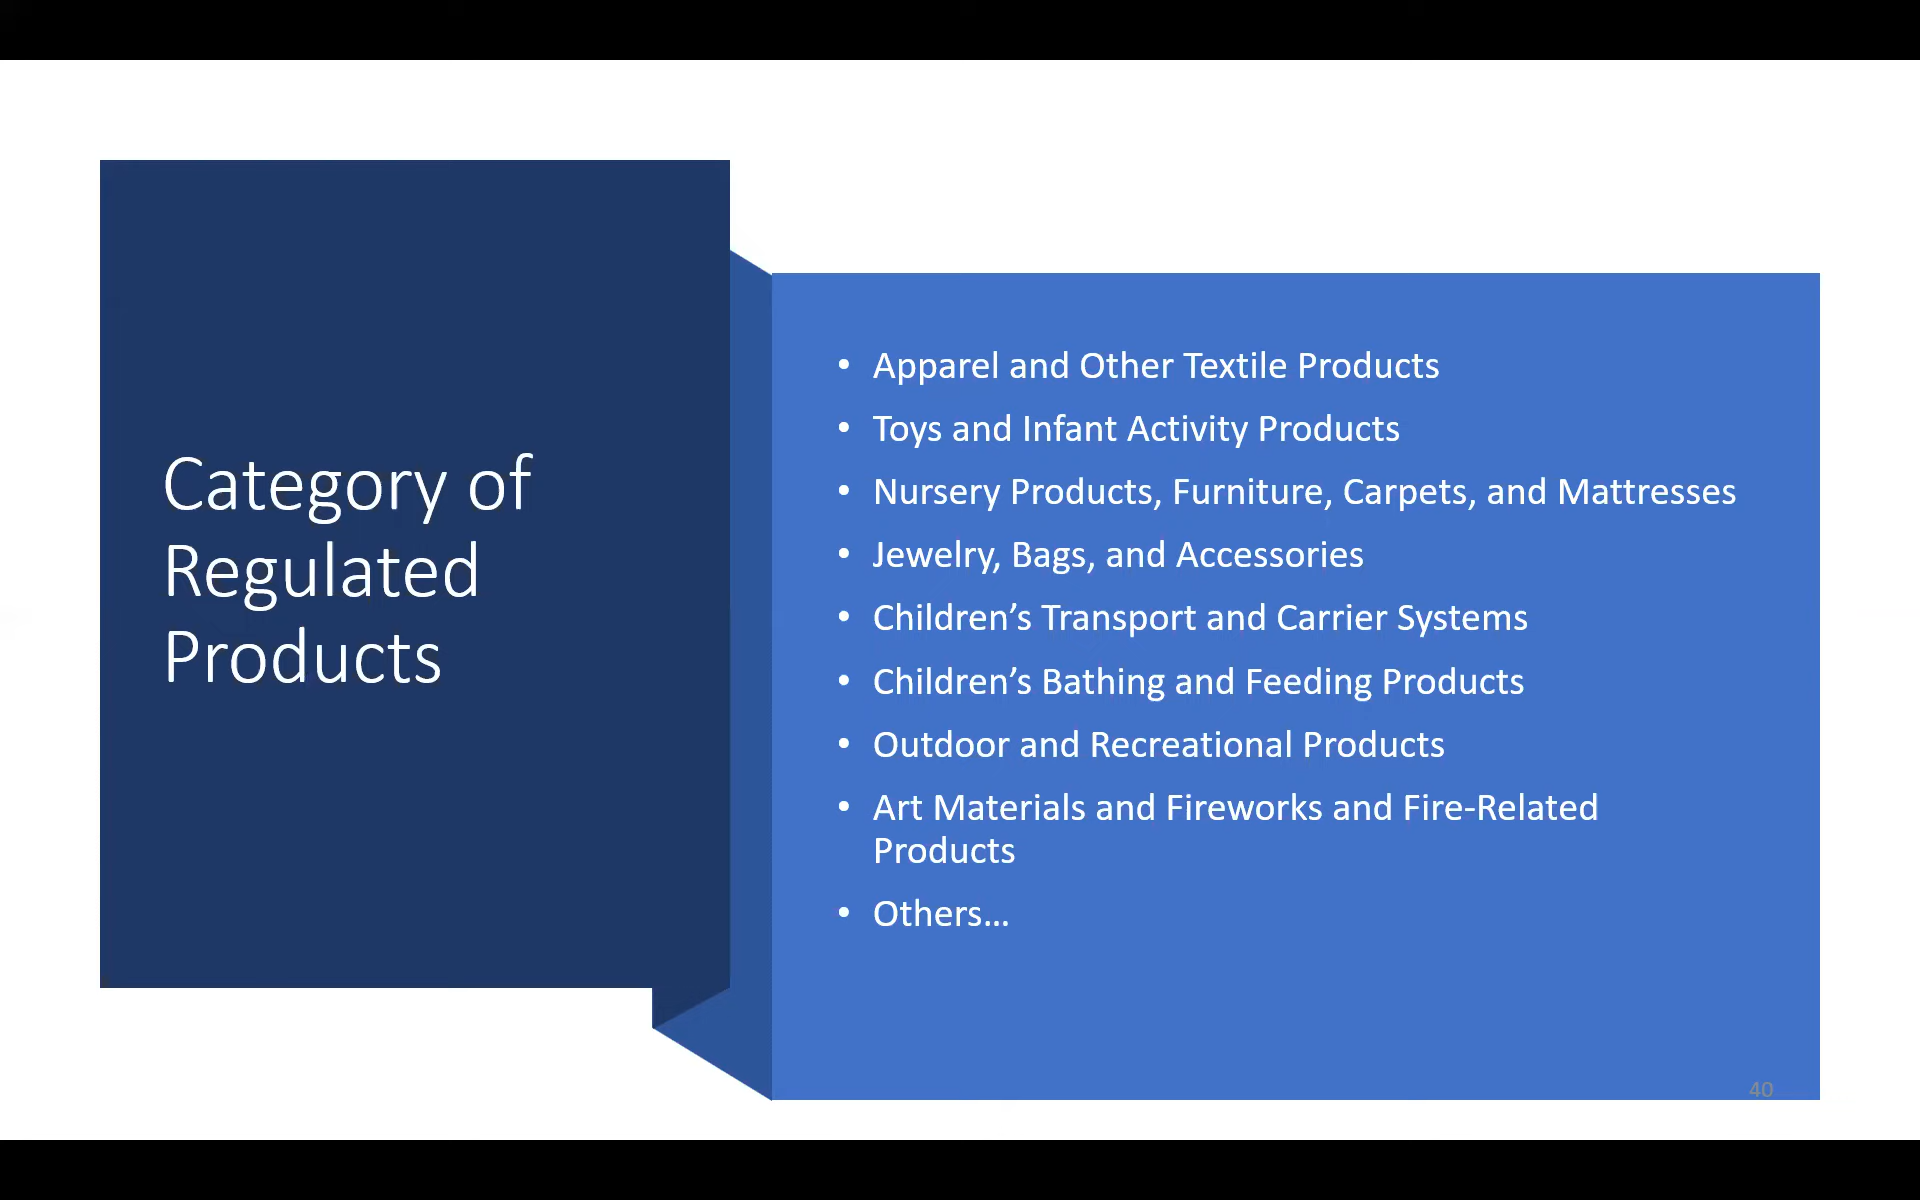 Category of
Regulated
Products
• Apparel and Other Textile Products
• Toys and Infant Activity Products
• Nursery Products, Furniture, Carpets, and Mattresses
• Jewelry, Bags, and Accessories
• Children’s Transport and Carrier Systems
• Children’s Bathing and Feeding Products
• Outdoor and Recreational Products
• Art Materials and Fireworks and Fire-Related
Products
• Others…
40